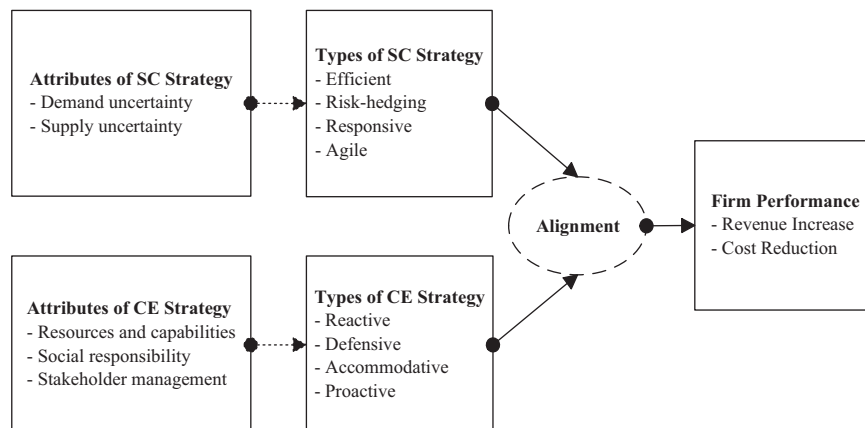 Attributes of SC Strategy
- Demand uncertainty
- Supply uncertainty
Types of SC Strategy
- Efficient
- Risk-hedging
- Responsive
- Agile
Alignment
Firm Performance
- Revenue Increase
- Cost Reduction
Attributes of CE Strategy
- Resources and capabilities
- Social responsibility
- Stakeholder management
Types of CE Strategy
- Reactive
- Defensive
- Accommodative
- Proactive